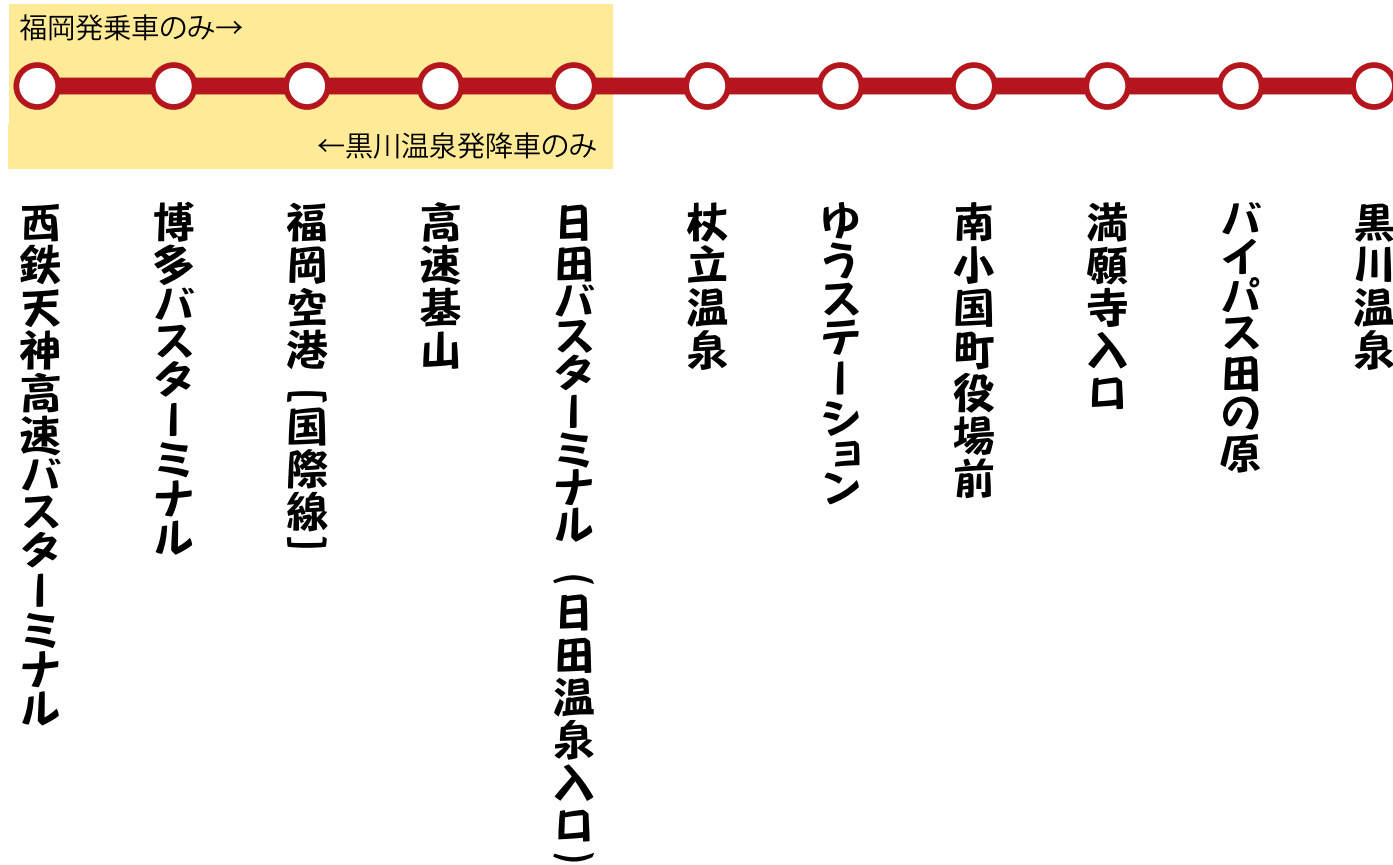 福岡発乗車のみ→
←黒川温泉発降車のみ
西鉄天神高速バスターミナル
博多バスターミナル
福岡空港[国際線]
高速基山
日田バスターミナル(日田温泉入口)
杖立温泉
ゆうステーション
南小国町役場前
満願寺入口
バイパス田の原
黒川温泉